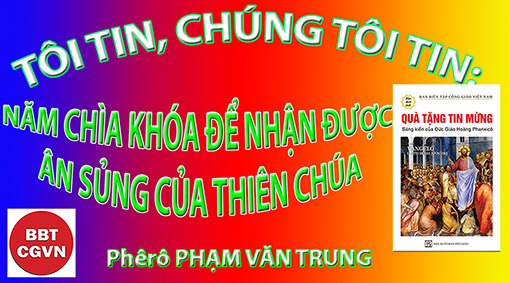 TÔI TIN, CHÚNG TÔI TIN:
NĂM CHÌA KHÓA ĐỂ NHẬN ĐƯỢC
ÂN SỦNG CỦA THIÊN CHÚA
BAN BIÊN TẬP CÔNG GIÁO VIỆT NAM
QUÀ TẶNG TIN MỪNG
Sáng kiến của Đức Giáo Hoàng Phanxicô
BBT
CGVN
Phêrô PHẠM VĂN TRUNG